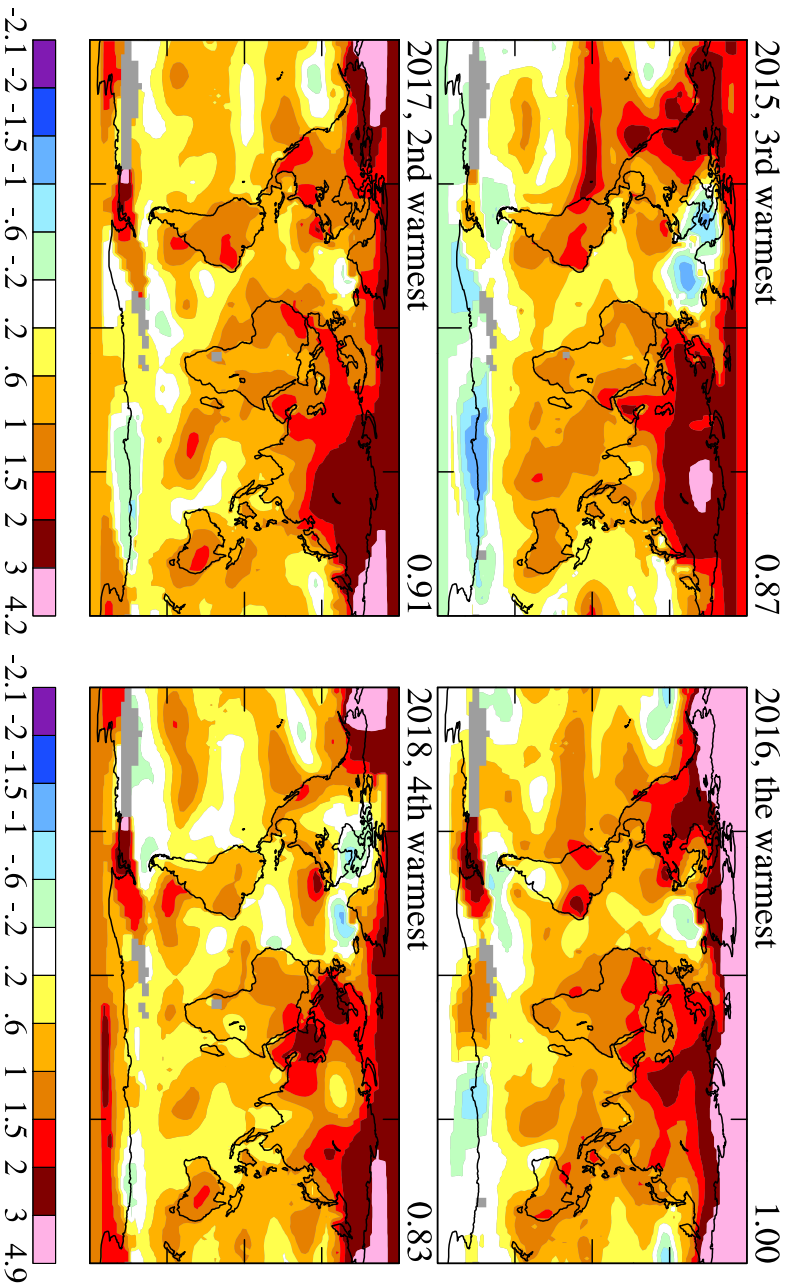 2015, 3rd warmest 0.87
2016, the warmest 1.00
2017, 2nd warmest 0.91
2018, 4th warmest 0.83
-2.1 -2 -1.5 -1 -.6 -.2 .2 .6 1 1.5 2 3 4.2
-2.1 -2 -1.5 -1 -.6 -.2 .2 .6 1 1.5 2 3 4.9